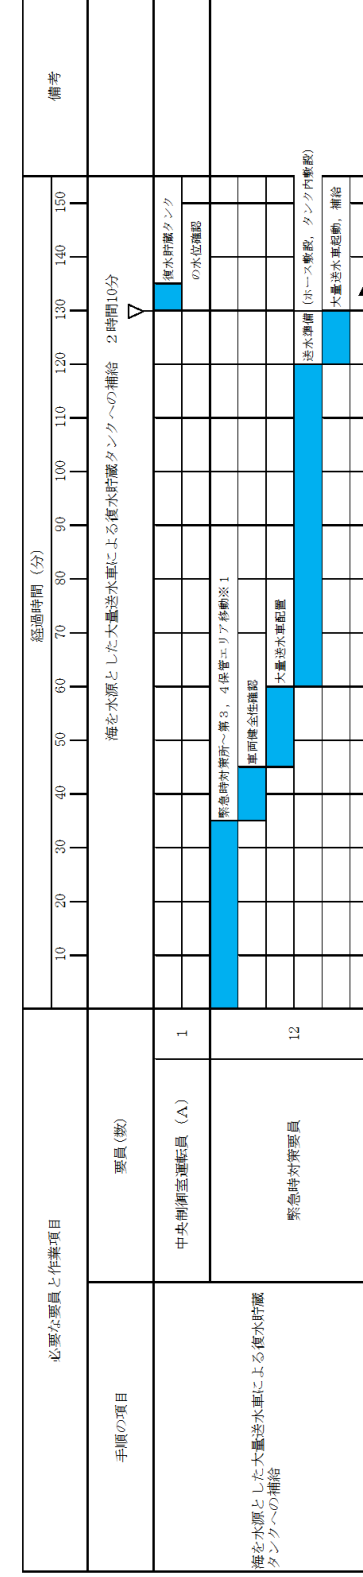 必要な要員と作業項目
経過時間（分）
備考
手順の項目
要員(数)
10 20 30 40 50 60 70 80 90 100 110 120 130 140 150
海を水源とした大量送水車による復水貯蔵タンクへの補給　2時間10分
▽
海を水源とした大量送水車による復水貯蔵
タンクへの補給
中央制御室運転員（A）
1
復水貯蔵タンク
の水位確認
緊急時対策要員
12
緊急時対策所～第3，4保管エリア移動※1
車両健全性確認
大量送水車配置
送水準備（ホース敷設，タンク内敷設）
大量送水車起動，補給